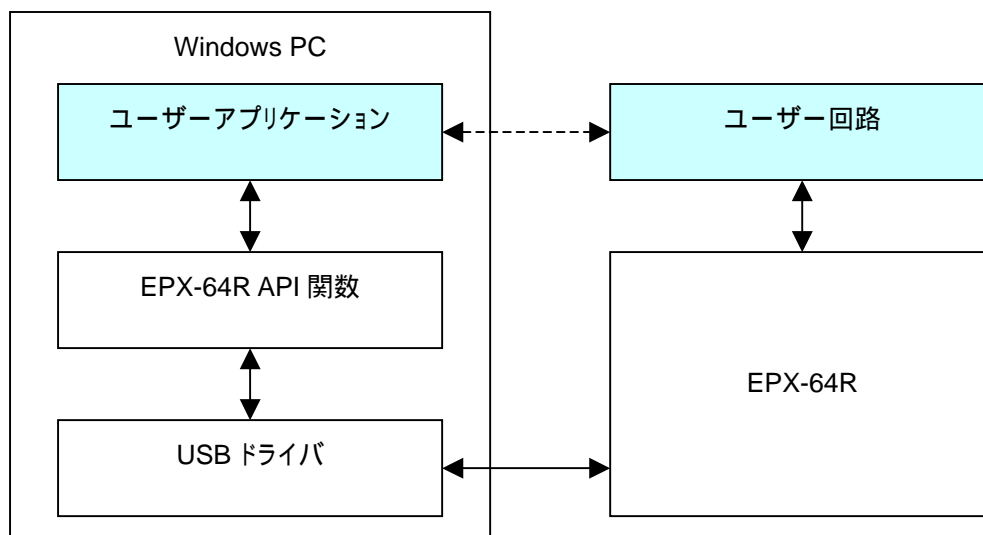 Windows PC
ユーザーアプリケーション
ユーザー回路
EPX-64R API 関数
EPX-64R
USB ドライバ